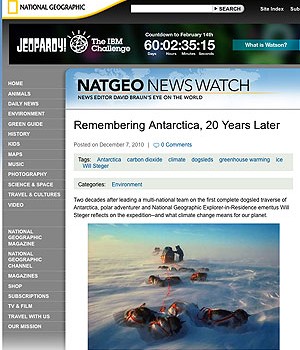 NATIONAL GEOGRAPHIC
SEARCH
JEOPARDY! The IBM Challenge
Countdown to February 14th
60:02:35:15
Days Hours Minutes Seconds
What is Watson?
NATGEO NEWS WATCH
NEWS EDITOR DAVID BRAUN'S EYE ON THE WORLD
HOME
ANIMALS
DAILY NEWS
ENVIRONMENT
GREEN GUIDE
HISTORY
KIDS
MAPS
MUSIC
PHOTOGRAPHY
SCIENCE & SPACE
TRAVEL & CULTURES
VIDEO
NATIONAL
GEOGRAPHIC
MAGAZINE
NATIONAL
GEOGRAPHIC
CHANNEL
MAGAZINES
SHOP
SUBSCRIPTIONS
TV & FILM
TRAVEL WITH US
OUR MISSION
Remembering Antarctica, 20 Years Later
Posted on December 7, 2010 | 0 Comments
Tags: Antarctica carbon dioxide climate dogsleds greenhouse warming ice
Will Steger
Categories: Environment
Two decades after leading a multi-national team on the first complete dogsled traverse of
Antarctica, polar adventurer and National Geographic Explorer-in-Residence emeritus Will
Steger reflects on the expedition—and what climate change means for our planet.